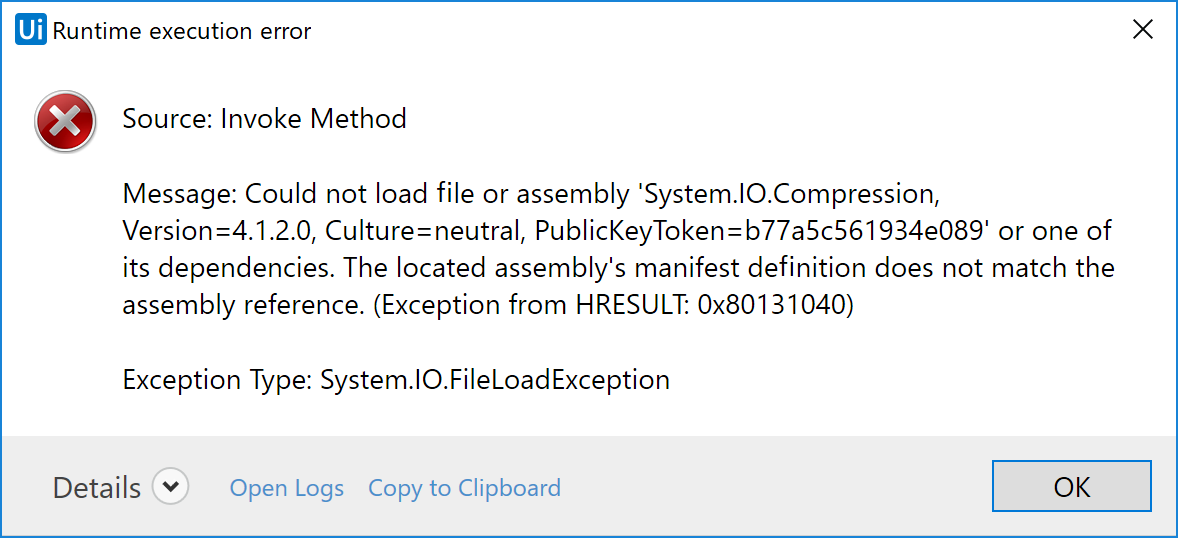 Ui Runtime execution error
Source: Invoke Method
Message: Could not load file or assembly 'System.IO.Compression,
Version=4.1.2.0, Culture=neutral, PublicKeyToken=b77a5c561934e089' or one of
its dependencies. The located assembly's manifest definition does not match the
assembly reference. (Exception from HRESULT: 0x80131040)
Exception Type: System.IO.FileLoadException
Details Open Logs Copy to Clipboard OK